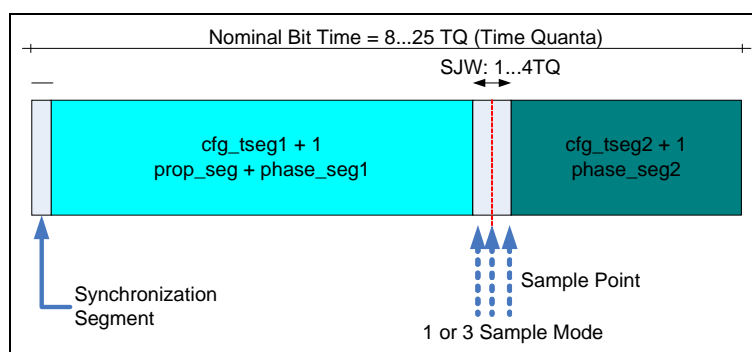 Nominal Bit Time = 8...25 TQ (Time Quanta)
SJW: 1...4TQ
cfg_tseg1 + 1
prop_seg + phase_seg1
cfg_tseg2 + 1
phase_seg2
Sample Point
Synchronization
Segment
1 or 3 Sample Mode